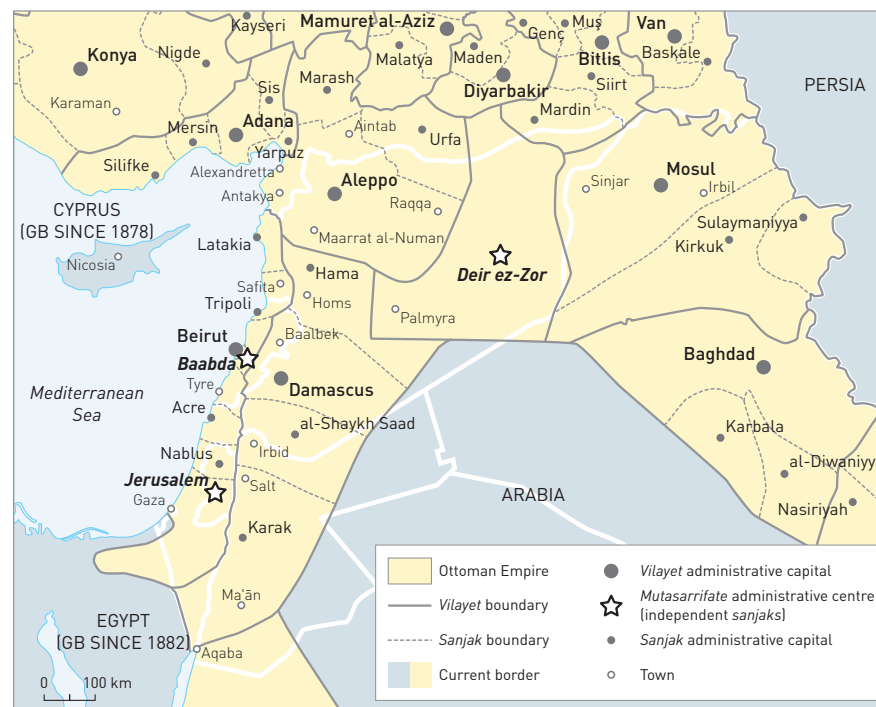 Kayseri
Mamuret al-Aziz
Genç
Muş
Van
Konya
Nigde
Malatya
Maden
Bitlis
Baskale
Marash
Diyarbakir
Siirt
PERSIA
Karaman
Sis
Mardin
Mersin
Adana
Aintab
Urfa
Silifke
Yarpuz
Alexandretta
Aleppo
Mosul
Sinjar
Irbil
Antakya
Raqqa
CYPRUS
(GB SINCE 1878)
Sulaymaniyya
Latakia
Maarrat al-Numan
Kirkuk
Nicosia
Hama
Deir ez-Zor
Safita
Homs
Tripoli
Palmyra
Beirut
Baalbek
Baghdad
Baabda
Mediterranean
Sea
Tyre
Damascus
Acre
al-Shaykh Saad
Karbala
Nablus
Irbid
al-Diwaniyy
Jerusalem
Salt
ARABIA
Gaza
Nasiriyah
Karak
Ma'ān
EGYPT
(GB SINCE 1882)
Aqaba
0 100 km
Ottoman Empire
Vilayet boundary
Sanjak boundary
Current border
Vilayet administrative capital
Mutasarrifate administrative centre
(independent sanjaks)
Sanjak administrative capital
Town